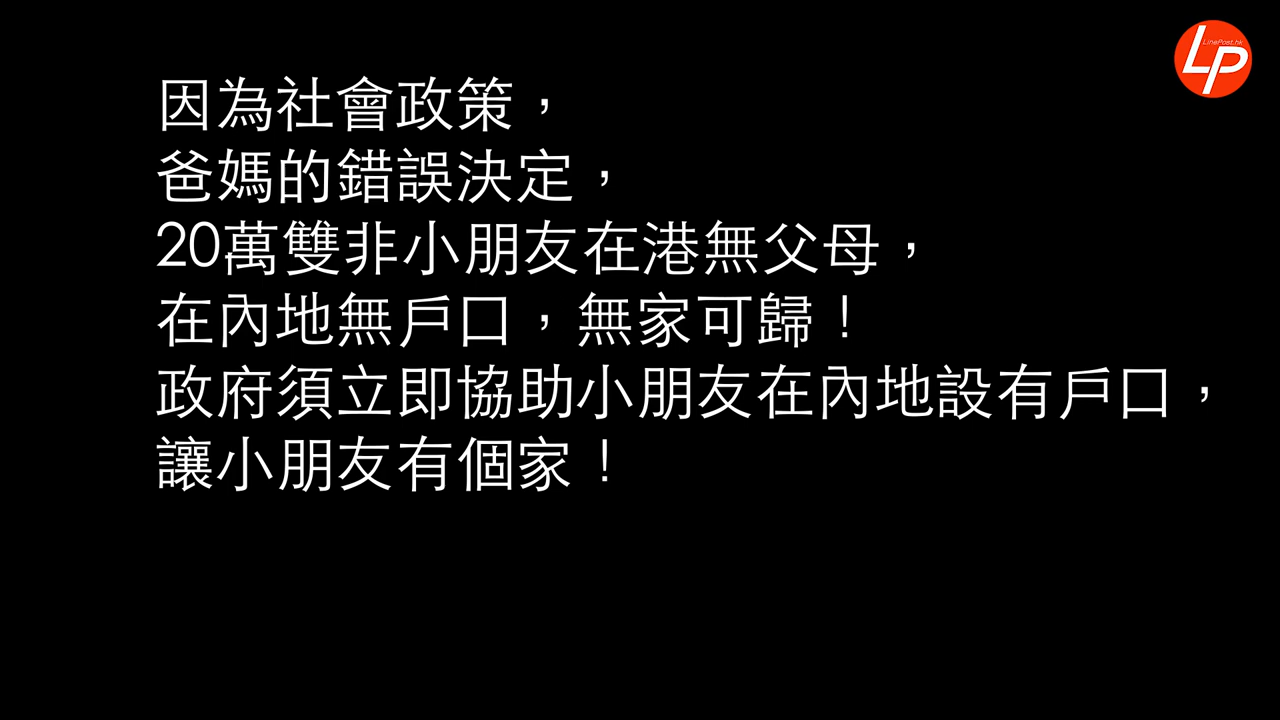 因為社會政策，
爸媽的錯誤決定，
20萬雙非小朋友在港無父母，
在內地無戶口，無家可歸！
政府須立即協助小朋友在內地設有戶口，
讓小朋友有個家！
LinePost.hk
LP